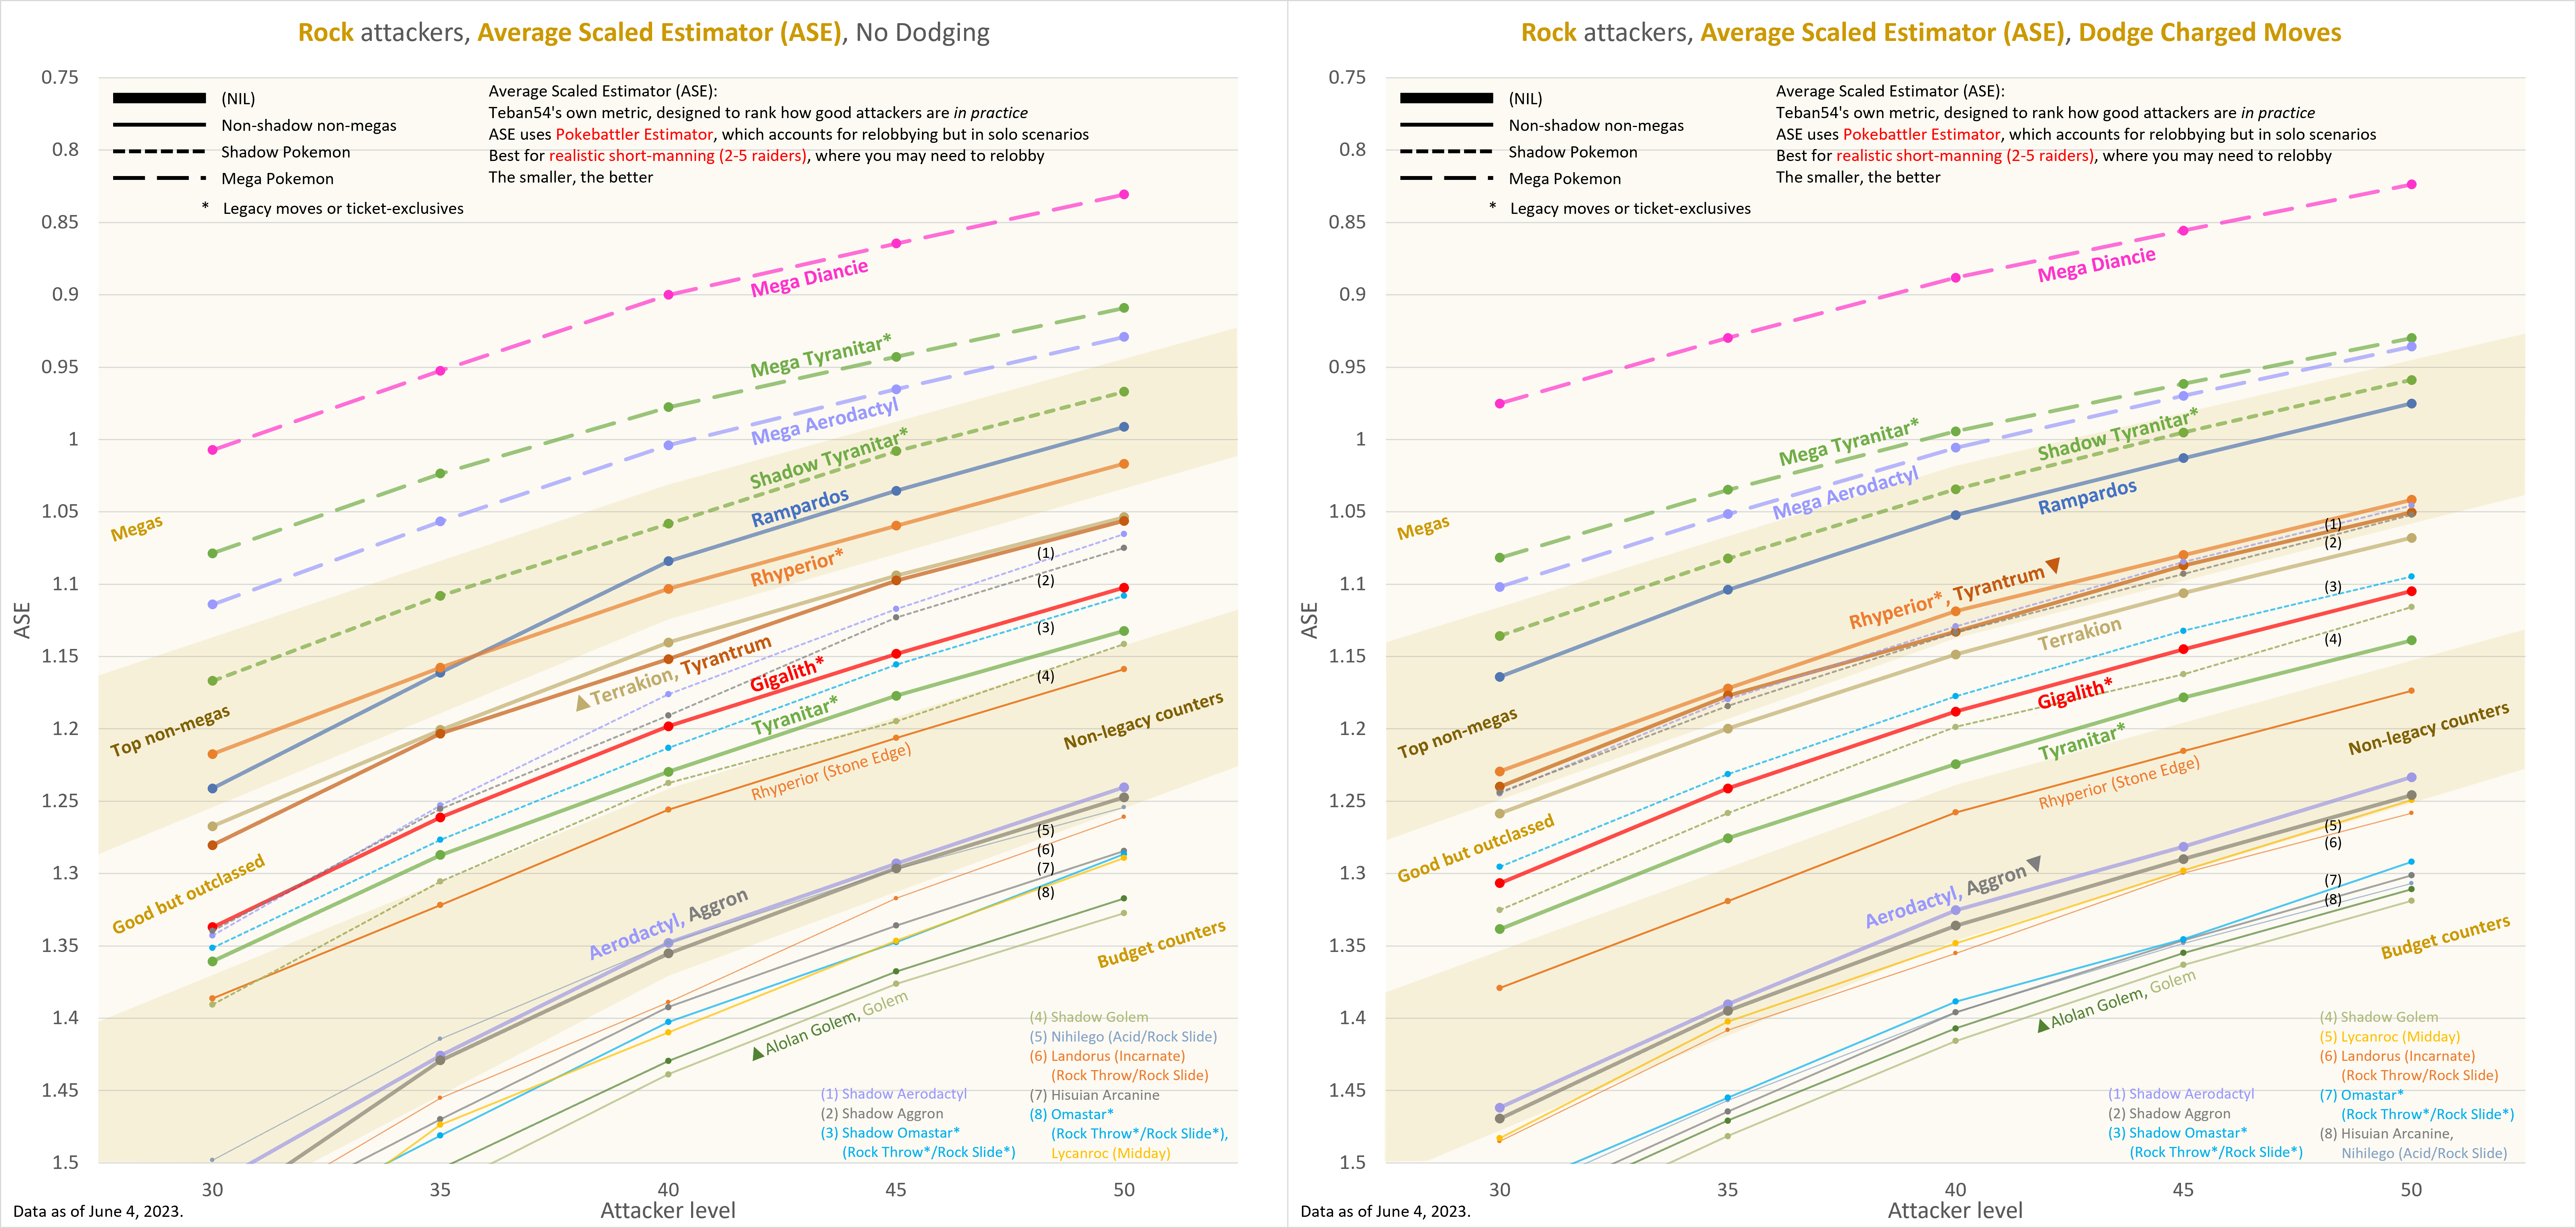 Rock attackers, Average Scaled Estimator (ASE), No Dodging
0.75
0.8
0.85
0.9
0.95
1
1.05
1.1
1.15
1.2
1.25
1.3
1.35
1.4
1.45
1.5
ASE
(NIL)
Non-shadow non-megas
Shadow Pokemon
Mega Pokemon
* Legacy moves or ticket-exclusives
Average Scaled Estimator (ASE):
Teban54's own metric, designed to rank how good attackers are in practice
ASE uses Pokebattler Estimator, which accounts for relobbying but in solo scenarios
Best for realistic short-manning (2-5 raiders), where you may need to relobby
The smaller, the better
Mega Diancie
Mega Tyranitar*
Mega Aerodactyl
Shadow Tyranitar*
Rampardos
Rhyperior*
Megas
(1)
(2)
(3)
(4)
▲Terrakion, Tyrantrum
Gigalith*
Tyranitar*
Rhyperior (Stone Edge)
Top non-megas
Non-legacy counters
Good but outclassed
Aerodactyl, Aggron
(5)
(6)
(7)
(8)
Budget counters
▲Alolan Golem, Golem
(1) Shadow Aerodactyl
(2) Shadow Aggron
(3) Shadow Omastar*
(Rock Throw*/Rock Slide*)
(4) Shadow Golem
(5) Nihilego (Acid/Rock Slide)
(6) Landorus (Incarnate)
(Rock Throw/Rock Slide)
(7) Hisuian Arcanine
(8) Omastar*
(Rock Throw*/Rock Slide*),
Lycanroc (Midday)
30 35 40 45 50
Attacker level
Data as of June 4, 2023.
Rock attackers, Average Scaled Estimator (ASE), Dodge Charged Moves
0.75
0.8
0.85
0.9
0.95
1
1.05
1.1
1.15
1.2
1.25
1.3
1.35
1.4
1.45
1.5
ASE
(NIL)
Non-shadow non-megas
Shadow Pokemon
Mega Pokemon
* Legacy moves or ticket-exclusives
Average Scaled Estimator (ASE):
Teban54's own metric, designed to rank how good attackers are in practice
ASE uses Pokebattler Estimator, which accounts for relobbying but in solo scenarios
Best for realistic short-manning (2-5 raiders), where you may need to relobby
The smaller, the better
Mega Diancie
Mega Tyranitar*
Shadow Tyranitar*
Mega Aerodactyl
Rampardos
Megas
(1)
(2)
(3)
(4)
Rhyperior*, Tyrantrum▼
Terrakion
Gigalith*
Tyranitar*
Rhyperior (Stone Edge)
Top non-megas
Non-legacy counters
Good but outclassed
Aerodactyl, Aggron▼
(5)
(6)
(7)
(8)
Budget counters
▲Alolan Golem, Golem
(1) Shadow Aerodactyl
(2) Shadow Aggron
(3) Shadow Omastar*
(Rock Throw*/Rock Slide*)
(4) Shadow Golem
(5) Lycanroc (Midday)
(6) Landorus (Incarnate)
(Rock Throw/Rock Slide)
(7) Omastar*
(Rock Throw*/Rock Slide*)
(8) Hisuian Arcanine,
Nihilego (Acid/Rock Slide)
30 35 40 45 50
Attacker level
Data as of June 4, 2023.